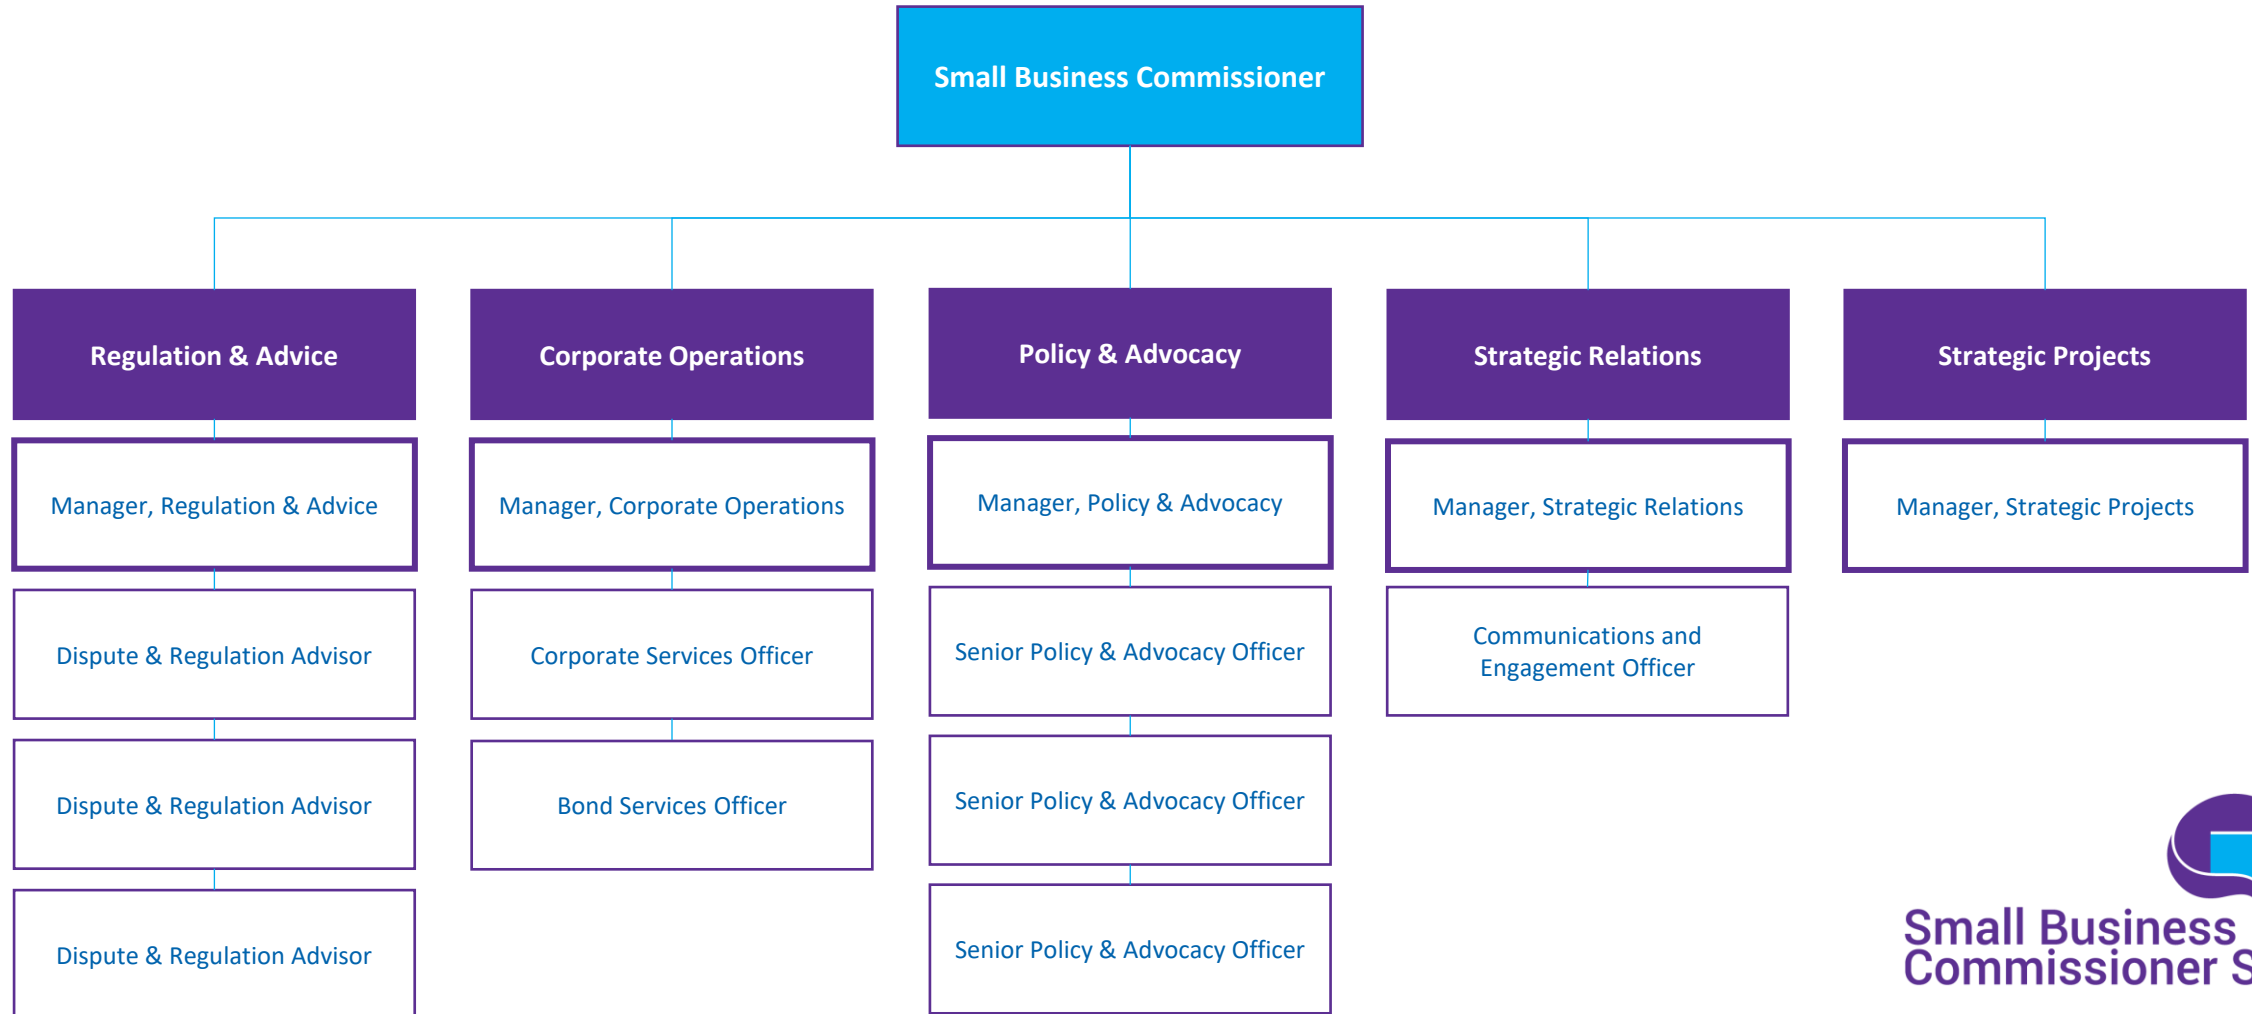 Small Business Commissioner
Regulation & Advice
Corporate Operations
Policy & Advocacy
Strategic Relations
Strategic Projects
Manager, Regulation & Advice
Manager, Corporate Operations
Manager, Policy & Advocacy
Manager, Strategic Relations
Manager, Strategic Projects
Dispute & Regulation Advisor
Corporate Services Officer
Senior Policy & Advocacy Officer
Communications and
Engagement Officer
Dispute & Regulation Advisor
Bond Services Officer
Senior Policy & Advocacy Officer
Dispute & Regulation Advisor
Senior Policy & Advocacy Officer
Small Business
Commissioner S